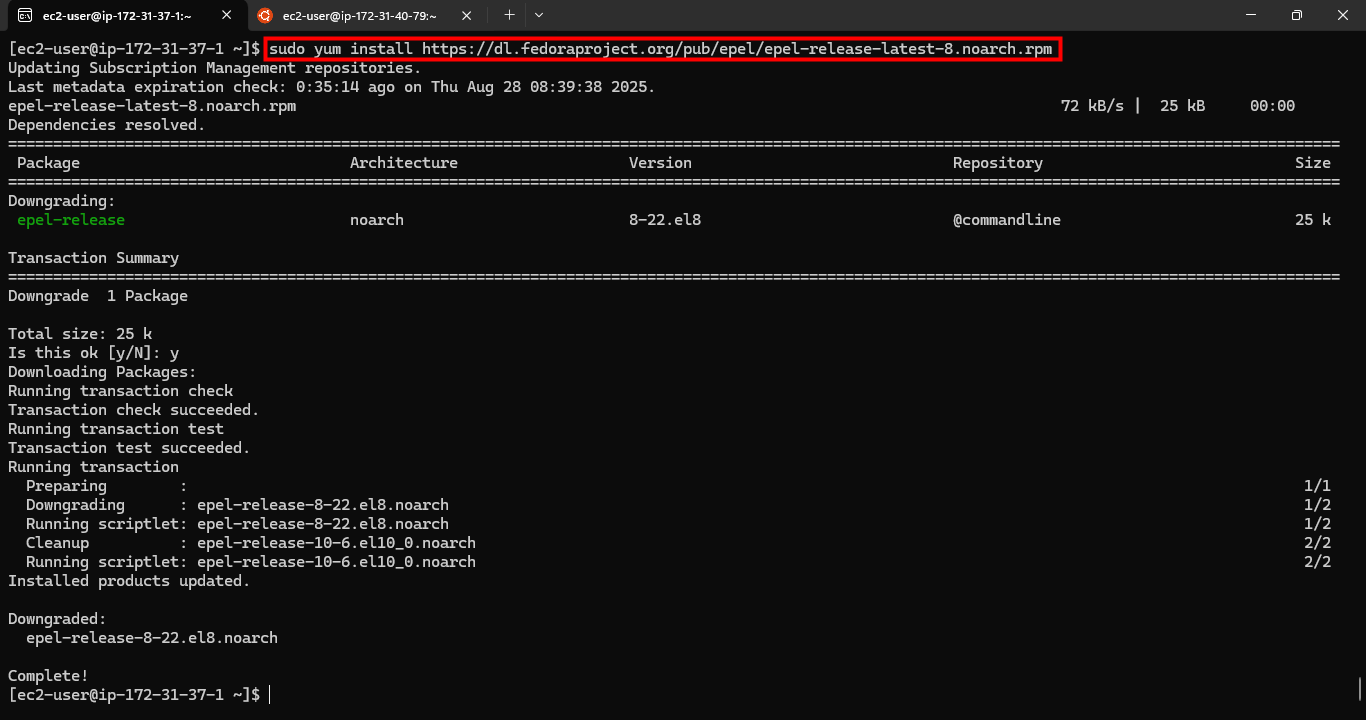 ec2-user@ip-172-31-37-1:~ ec2-user@ip-172-31-40-79:~
[ec2-user@ip-172-31-37-1 ~]$ sudo yum install https://dl.fedoraproject.org/pub/epel/epel-release-latest-8.noarch.rpm
Updating Subscription Management repositories.
Last metadata expiration check: 0:35:14 ago on Thu Aug 28 08:39:38 2025.
epel-release-latest-8.noarch.rpm 72 kB/s | 25 kB 00:00
Dependencies resolved.
====================================================================================================================================================
Package Architecture Version Repository Size
====================================================================================================================================================
Downgrading:
epel-release noarch 8-22.el8 @commandline 25 k
Transaction Summary
====================================================================================================================================================
Downgrade 1 Package
Total size: 25 k
Is this ok [y/N]: y
Downloading Packages:
Running transaction check
Transaction check succeeded.
Running transaction test
Transaction test succeeded.
Running transaction
Preparing : 1/1
Downgrading : epel-release-8-22.el8.noarch 1/2
Running scriptlet: epel-release-8-22.el8.noarch 1/2
Cleanup : epel-release-10-6.el10_0.noarch 2/2
Running scriptlet: epel-release-10-6.el10_0.noarch 2/2
Installed products updated.
Downgraded:
epel-release-8-22.el8.noarch
Complete!
[ec2-user@ip-172-31-37-1 ~]$